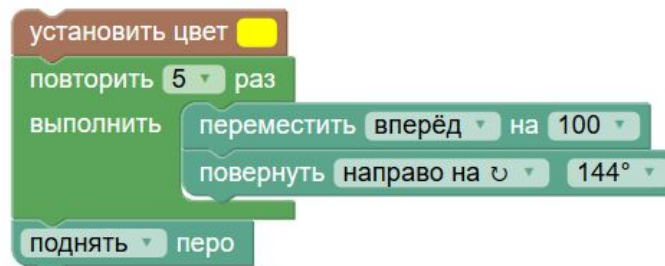 установить цвет
повторить 5 раз
выполнить переместить вперёд на 100
повернуть направо на ↻ 144°
поднять перо